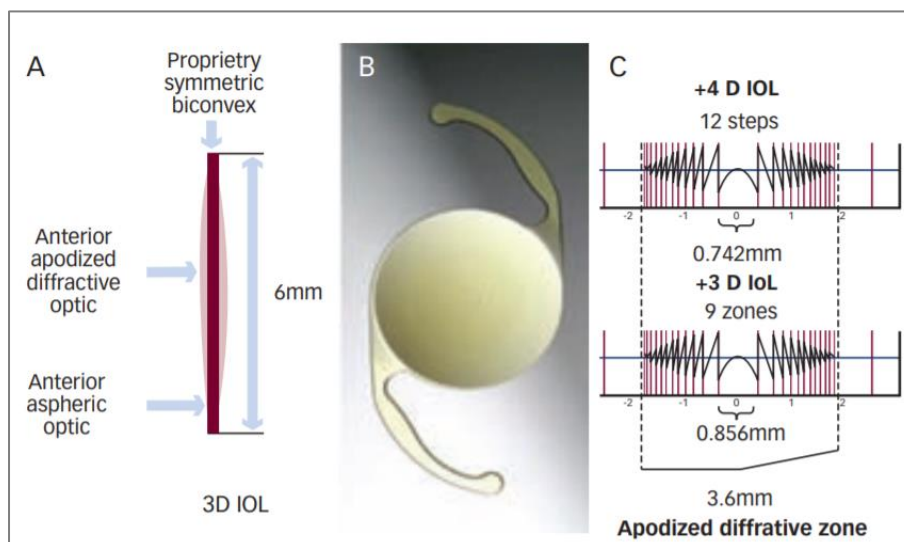 A
Proprietry
symmetric
biconvex
Anterior
apodized
diffractive
optic
6mm
Anterior
aspheric
optic
3D IOL
B
C
+4 D IOL
12 steps
-2 -1 0 1 2
0.742mm
+3 D IoL
9 zones
-2 -1 0 1 2
0.856mm
3.6mm
Apodized diffrative zone